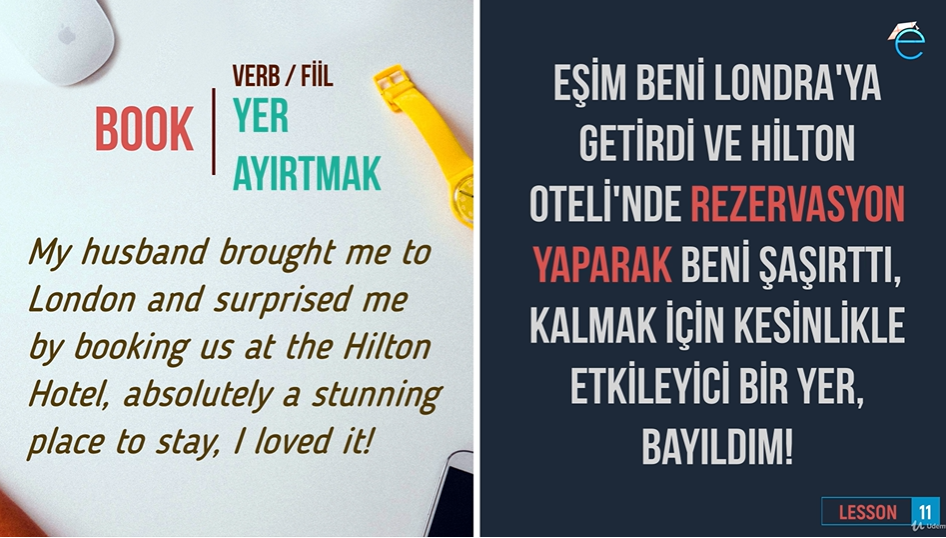 BOOK
VERB / FİİL
YER
AYIRTMAK
My husband brought me to
London and surprised me
by booking us at the Hilton
Hotel, absolutely a stunning
place to stay, I loved it!
EŞİM BENİ LONDRA'YA
GETİRDİ VE HİLTON
OTELİ'NDE REZERVASYON
YAPARAK BENİ ŞAŞIRTTI,
KALMAK İÇİN KESİNLİKLE
ETKİLEYİCİ BİR YER,
BAYILDIM!
LESSON 11
Udemy